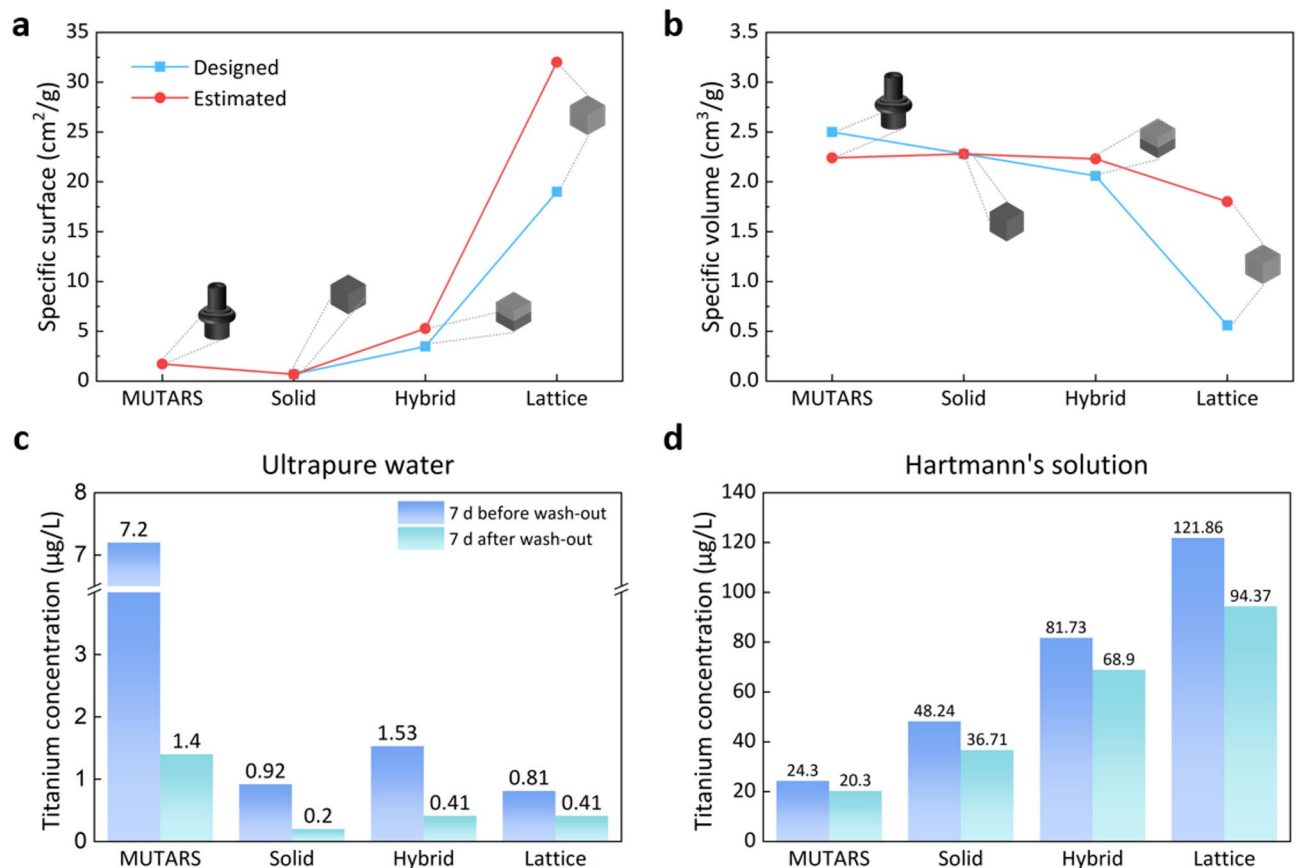 a
Specific surface (cm²/g)
35
30
25
20
15
10
5
0
Designed
Estimated
MUTARS
Solid
Hybrid
Lattice
b
Specific volume (cm³/g)
3.5
3.0
2.5
2.0
1.5
1.0
0.5
0.0
MUTARS
Solid
Hybrid
Lattice
c
Ultrapure water
Titanium concentration (µg/L)
8
7
3
2
1
0
7 d before wash-out
7 d after wash-out
7.2
1.4
0.92
0.2
1.53
0.41
0.81
0.41
MUTARS
Solid
Hybrid
Lattice
d
Hartmann's solution
Titanium concentration (µg/L)
140
120
100
80
60
40
20
0
24.3
20.3
48.24
36.71
81.73
68.9
121.86
94.37
MUTARS
Solid
Hybrid
Lattice